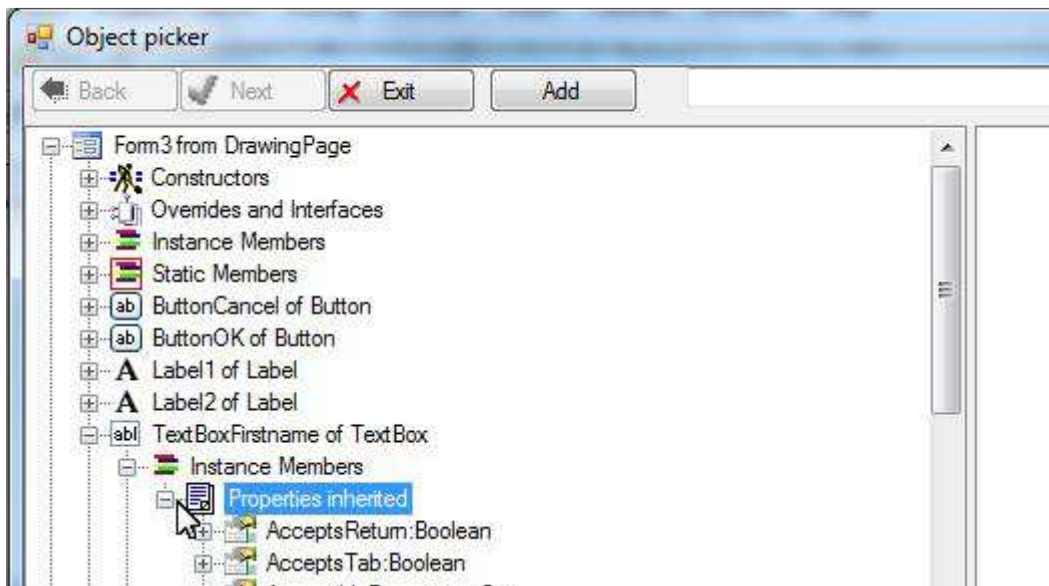 Object picker
Back Next Exit Add
Form3 from DrawingPage
Constructors
Overrides and Interfaces
Instance Members
Static Members
ab ButtonCancel of Button
ab ButtonOK of Button
A Label1 of Label
A Label2 of Label
abl TextBoxFirstname of TextBox
Instance Members
Properties inherited
AcceptsReturn:Boolean
AcceptsTab:Boolean